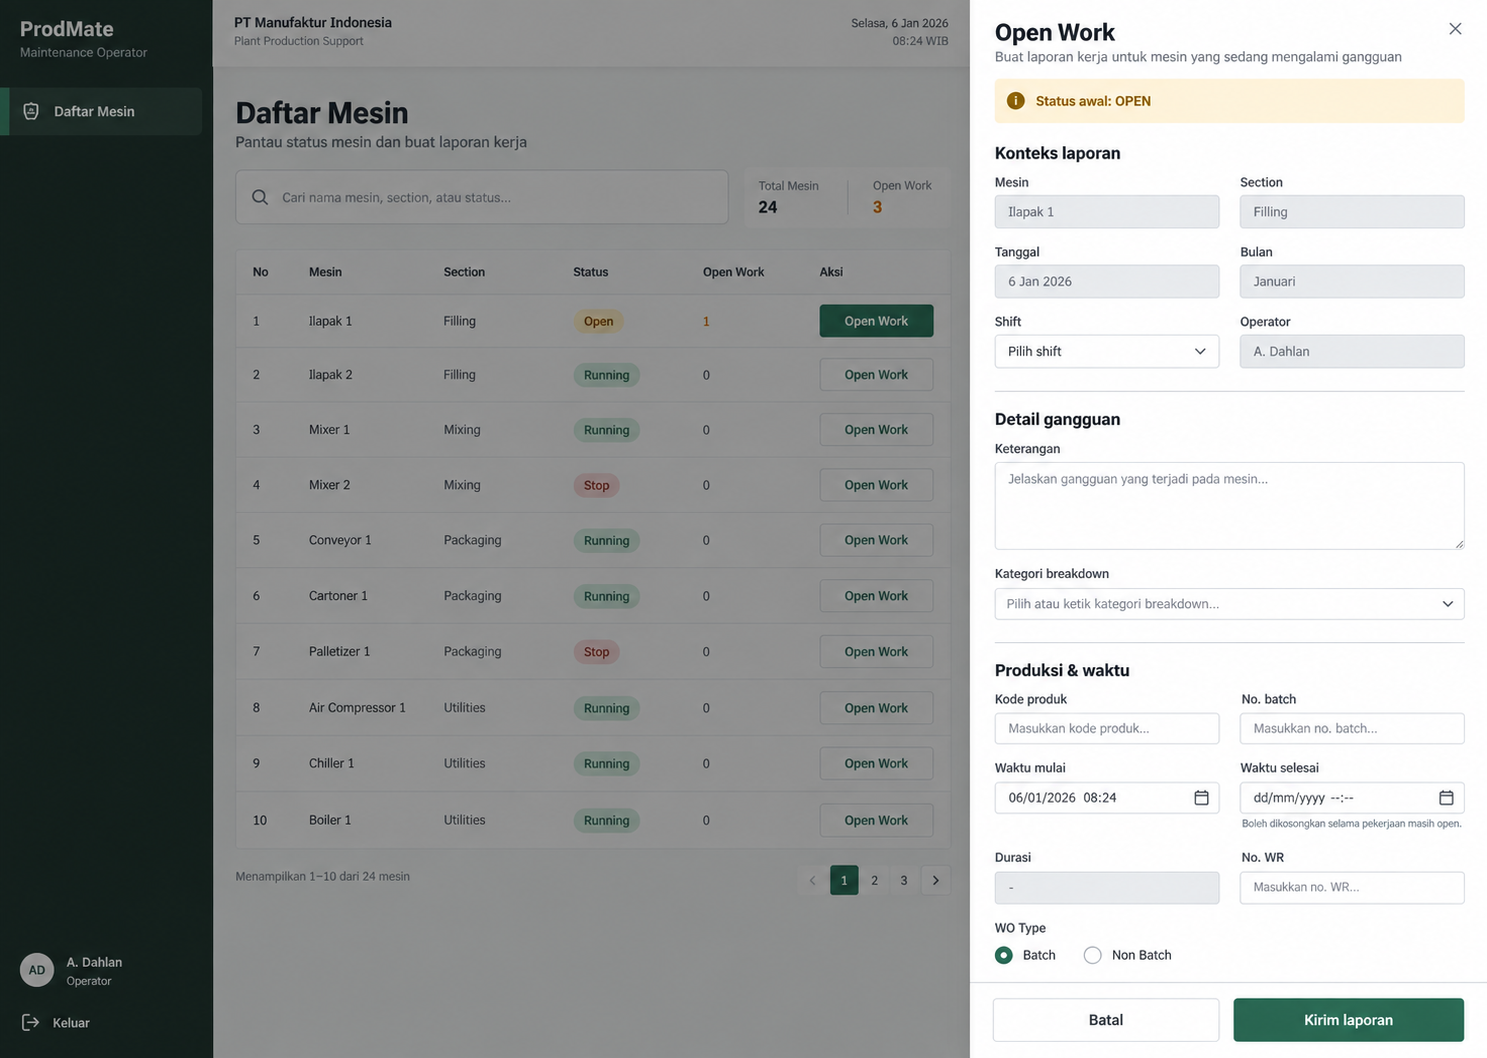 ProdMate
Maintenance Operator
Daftar Mesin
AD
A. Dahlan
Operator
Keluar
PT Manufaktur Indonesia
Plant Production Support
Selasa, 6 Jan 2026
08:24 WIB
Daftar Mesin
Pantau status mesin dan buat laporan kerja
Cari nama mesin, section, atau status...
Total Mesin
24
Open Work
3
No Mesin Section Status Open Work Aksi
1 Ilapak 1 Filling Open 1 Open Work
2 Ilapak 2 Filling Running 0 Open Work
3 Mixer 1 Mixing Running 0 Open Work
4 Mixer 2 Mixing Stop 0 Open Work
5 Conveyor 1 Packaging Running 0 Open Work
6 Cartoner 1 Packaging Running 0 Open Work
7 Palletizer 1 Packaging Stop 0 Open Work
8 Air Compressor 1 Utilities Running 0 Open Work
9 Chiller 1 Utilities Running 0 Open Work
10 Boiler 1 Utilities Running 0 Open Work
Menampilkan 1–10 dari 24 mesin
1 2 3
Open Work
Buat laporan kerja untuk mesin yang sedang mengalami gangguan
Status awal: OPEN
Konteks laporan
Mesin Section
Ilapak 1 Filling
Tanggal Bulan
6 Jan 2026 Januari
Shift Operator
Pilih shift A. Dahlan
Detail gangguan
Keterangan
Jelaskan gangguan yang terjadi pada mesin...
Kategori breakdown
Pilih atau ketik kategori breakdown...
Produksi & waktu
Kode produk No. batch
Masukkan kode produk... Masukkan no. batch...
Waktu mulai Waktu selesai
06/01/2026 08:24 dd/mm/yyyy --:--
Boleh dikosongkan selama pekerjaan masih open.
Durasi No. WR
- Masukkan no. WR...
WO Type
Batch Non Batch
Batal Kirim laporan